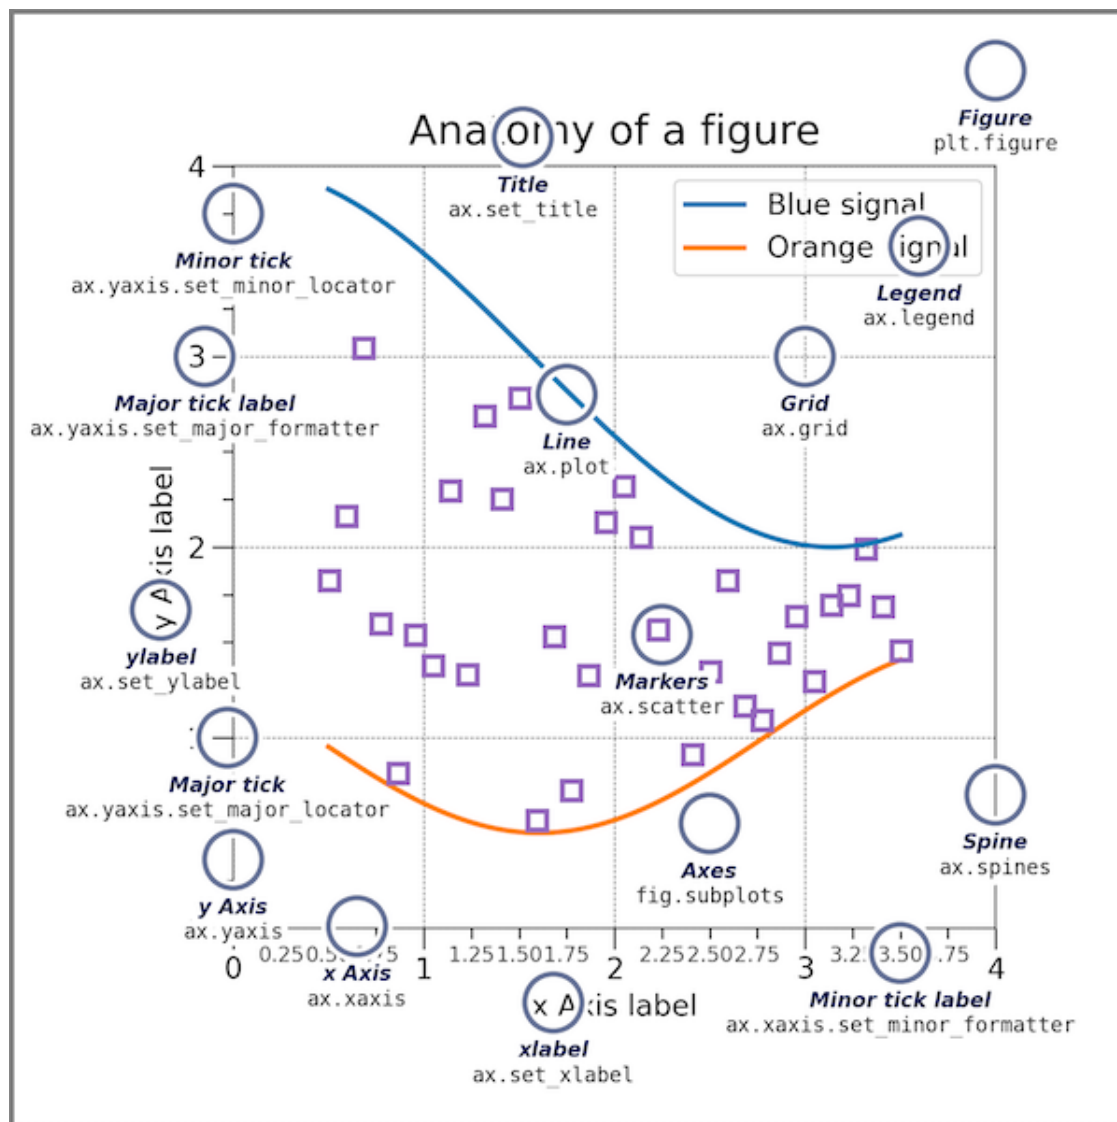 Figure
plt.figure
Anatomy of a figure
Title
ax.set_title
4
Blue signal
Orange signal
Legend
ax.legend
Minor tick
ax.yaxis.set_minor_locator
3
Major tick label
ax.yaxis.set_major_formatter
Grid
ax.grid
Line
ax.plot
y Axis label
2
ylabel
ax.set_ylabel
Markers
ax.scatter
Major tick
ax.yaxis.set_major_locator
Axes
fig.subplots
Spine
ax.spines
y Axis
ax.yaxis
0 0.25 1 1.25 1.50 1.75 2 2.25 2.50 2.75 3 3.50 4
x Axis
ax.xaxis
x Axis label
xlabel
ax.set_xlabel
Minor tick label
ax.xaxis.set_minor_formatter